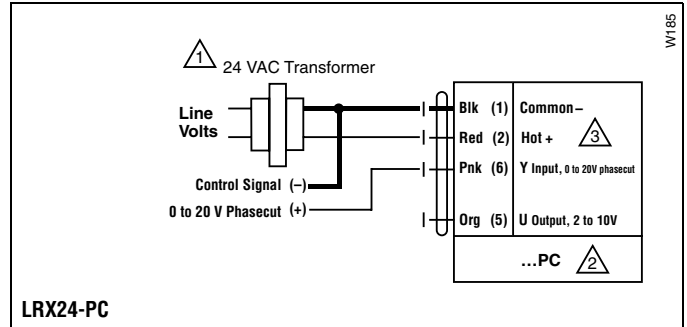 W185
1 24 VAC Transformer
Line
Volts
Control Signal (–)
0 to 20 V Phasecut (+)
Blk (1) Common –
Red (2) Hot + 3
Pnk (6) Y Input, 0 to 20V phasecut
Org (5) U Output, 2 to 10V
...PC 2
LRX24-PC